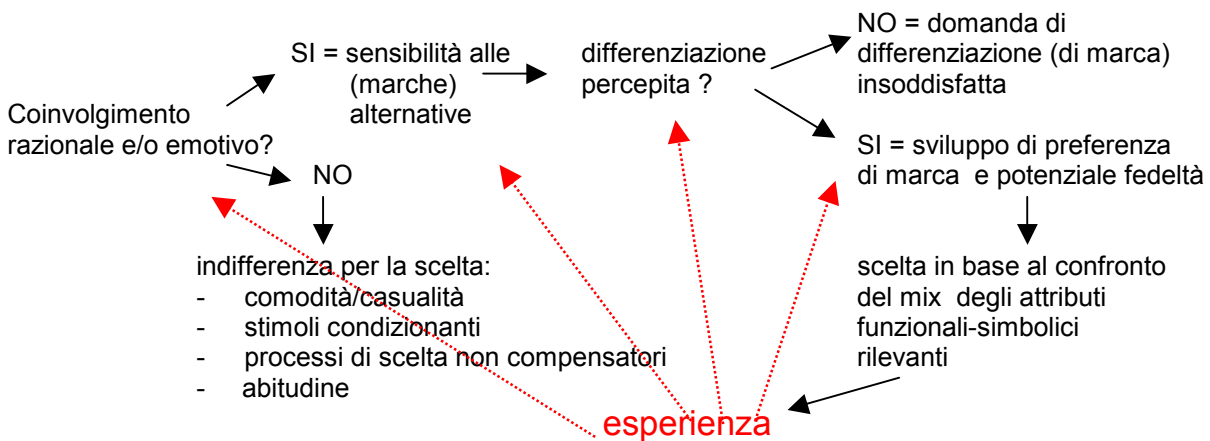 Coinvolgimento
razionale e/o emotivo?
SI = sensibilità alle
(marche)
alternative
NO
indifferenza per la scelta:
- comodità/casualità
- stimoli condizionanti
- processi di scelta non compensatori
- abitudine
differenziazione
percepita ?
NO = domanda di
differenziazione (di marca)
insoddisfatta
SI = sviluppo di preferenza
di marca e potenziale fedeltà
scelta in base al confronto
del mix degli attributi
funzionali-simbolici
rilevanti
esperienza